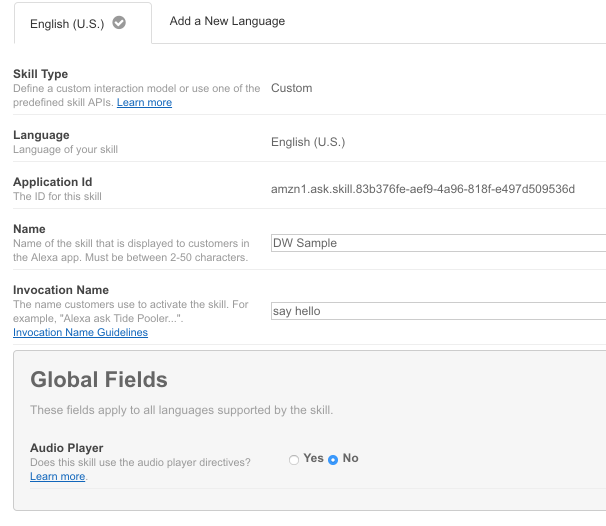 English (U.S.)
Add a New Language
Skill Type
Define a custom interaction model or use one of the
predefined skill APIs. Learn more
Custom
Language
Language of your skill
English (U.S.)
Application Id
The ID for this skill
amzn1.ask.skill.83b376fe-aef9-4a96-818f-e497d509536d
Name
Name of the skill that is displayed to customers in
the Alexa app. Must be between 2-50 characters.
DW Sample
Invocation Name
The name customers use to activate the skill. For
example, "Alexa ask Tide Pooler...".
Invocation Name Guidelines
say hello
Global Fields
These fields apply to all languages supported by the skill.
Audio Player
Does this skill use the audio player directives?
Learn more.
Yes No